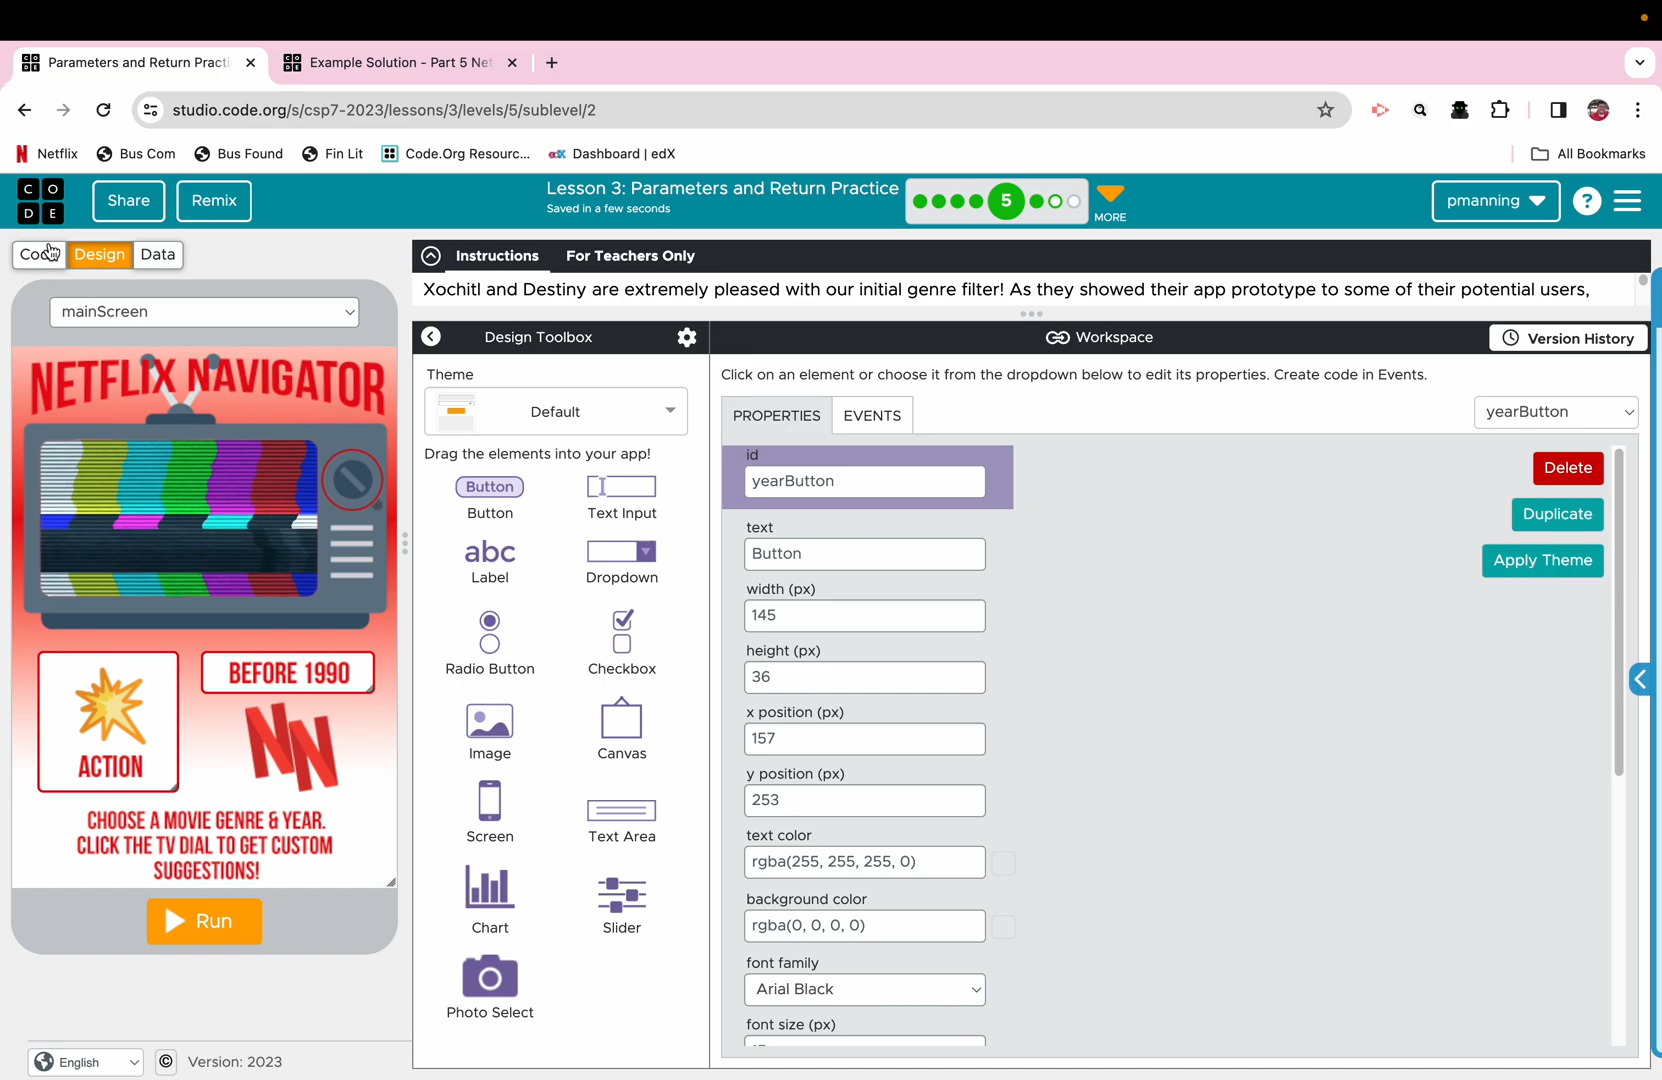 Parameters and Return Practi
Example Solution - Part 5 Net
studio.code.org/s/csp7-2023/lessons/3/levels/5/sublevel/2
Netflix
Bus Com
Bus Found
Fin Lit
Code.Org Resourc...
Dashboard | edX
All Bookmarks
C O
D E
Share
Remix
Lesson 3: Parameters and Return Practice
Saved in a few seconds
5
MORE
pmanning
?
Code
Design
Data
Instructions
For Teachers Only
Xochitl and Destiny are extremely pleased with our initial genre filter! As they showed their app prototype to some of their potential users,
mainScreen
NETFLIX NAVIGATOR
BEFORE 1990
ACTION
CHOOSE A MOVIE GENRE & YEAR.
CLICK THE TV DIAL TO GET CUSTOM
SUGGESTIONS!
Run
English
Version: 2023
Design Toolbox
Theme
Default
Drag the elements into your app!
Button
Button
Text Input
abc
Label
Dropdown
Radio Button
Checkbox
Image
Canvas
Screen
Text Area
Chart
Slider
Photo Select
Workspace
Version History
Click on an element or choose it from the dropdown below to edit its properties. Create code in Events.
PROPERTIES
EVENTS
yearButton
id
yearButton
Delete
text
Button
Duplicate
Apply Theme
width (px)
145
height (px)
36
x position (px)
157
y position (px)
253
text color
rgba(255, 255, 255, 0)
background color
rgba(0, 0, 0, 0)
font family
Arial Black
font size (px)